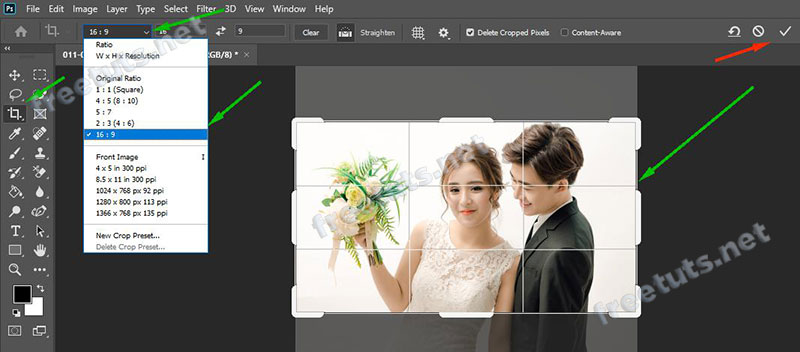 Ps
File Edit Image Layer Type Select Filter 3D View Window Help
16 : 9 16 9 Clear Straighten Delete Cropped Pixels Content-Aware
Ratio
W x H x Resolution
Original Ratio
1 : 1 (Square)
4 : 5 (8 : 10)
5 : 7
2 : 3 (4 : 6)
16 : 9
Front Image
4 x 5 in 300 ppi
8.5 x 11 in 300 ppi
1024 x 768 px 92 ppi
1280 x 800 px 113 ppi
1366 x 768 px 135 ppi
New Crop Preset...
Delete Crop Preset...
011-
RGB/8) *
T
freetuts.net
freetuts.net
freetuts.net
freetuts.net